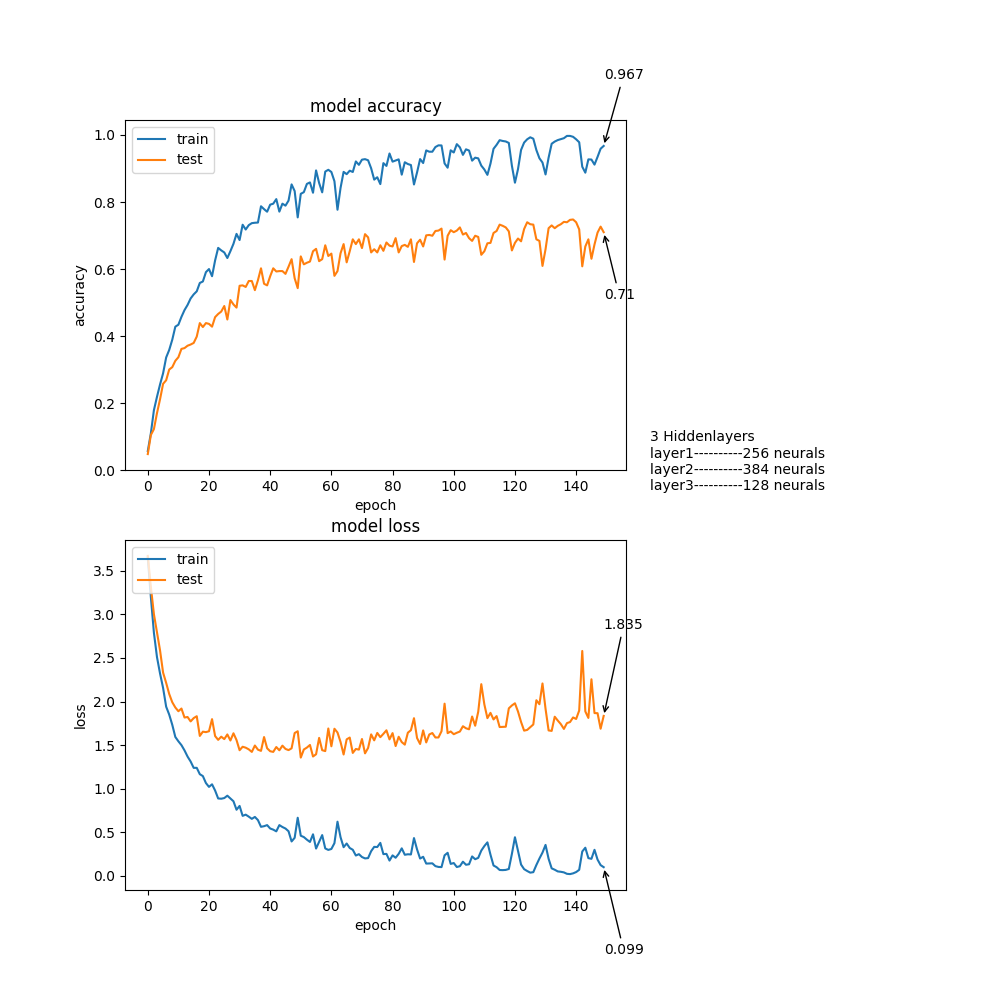 0.967
model accuracy
train
test
1.0
0.8
0.6
0.4
0.2
0.0
accuracy
0.71
0 20 40 60 80 100 120 140
epoch
3 Hiddenlayers
layer1----------256 neurals
layer2----------384 neurals
layer3----------128 neurals
model loss
train
test
3.5
3.0
2.5
2.0
1.5
1.0
0.5
0.0
loss
1.835
0 20 40 60 80 100 120 140
epoch
0.099